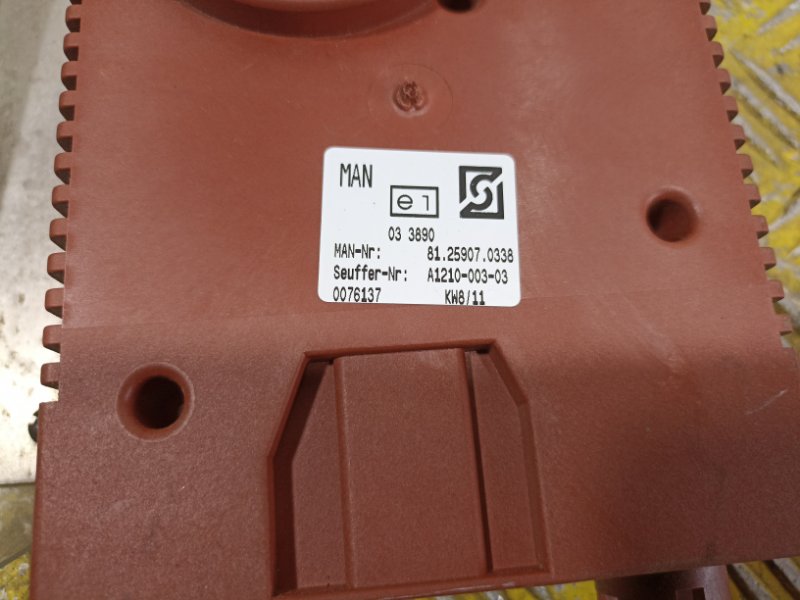 MAN
e1
03 3890
MAN-Nr: 81.25907.0338
Seuffer-Nr: A1210-003-03
0076137 KW8/11